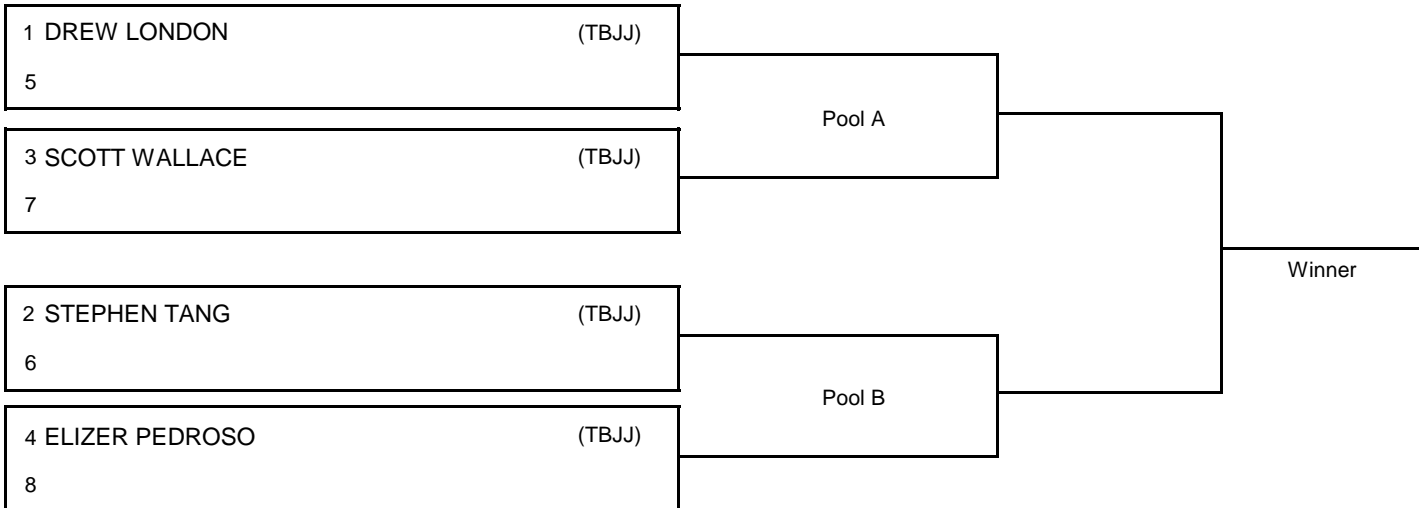 1 DREW LONDON (TBJJ)
5
Pool A
3 SCOTT WALLACE (TBJJ)
7
Winner
2 STEPHEN TANG (TBJJ)
6
Pool B
4 ELIZER PEDROSO (TBJJ)
8